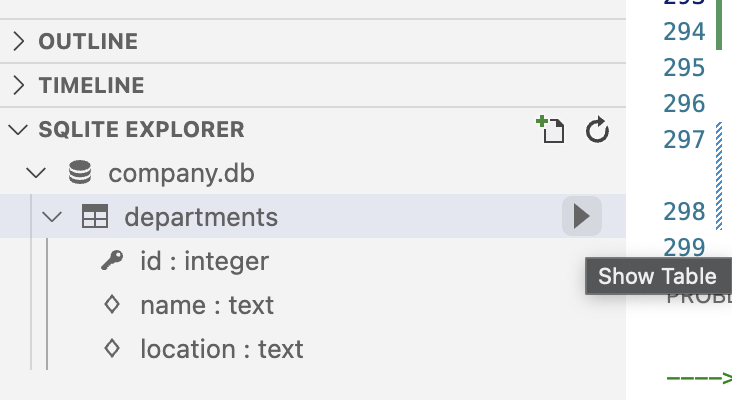 293
294
OUTLINE
295
TIMELINE
296
SQLITE EXPLORER
297
company.db
departments
298
299
id : integer
Show Table
name : text
location : text
---->